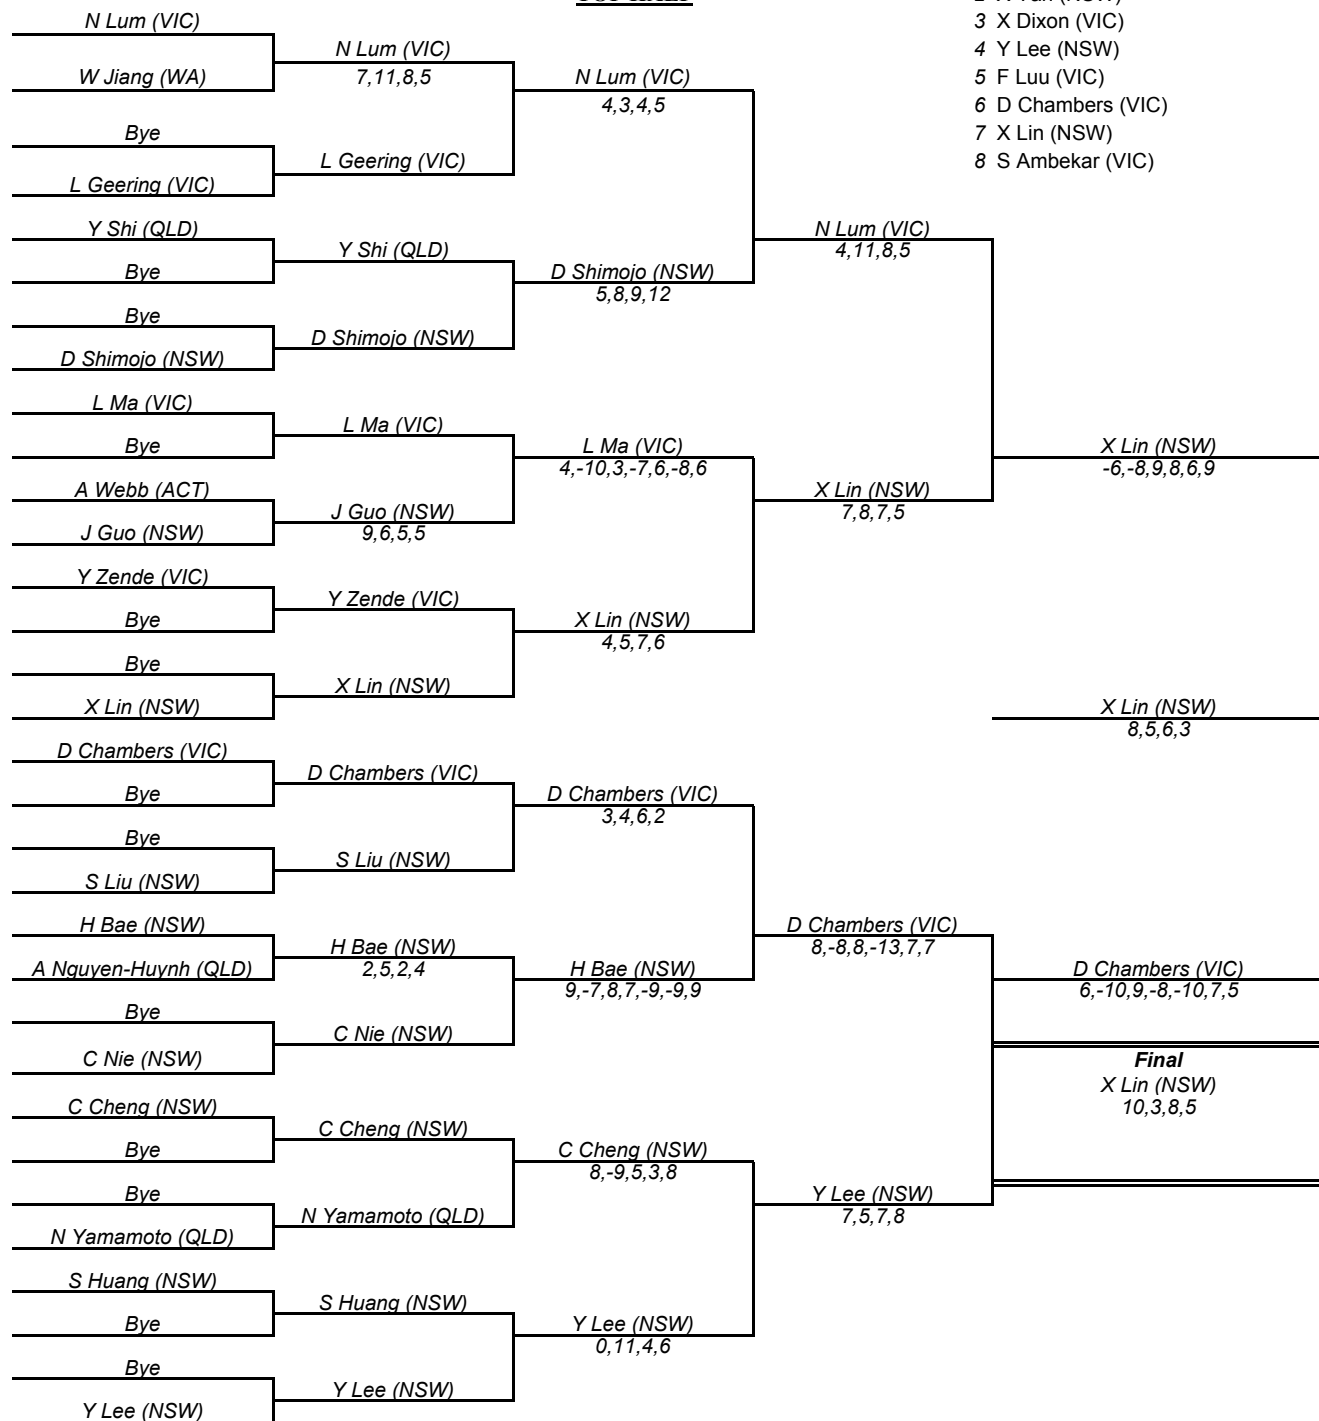 3 X Dixon (VIC)
4 Y Lee (NSW)
5 F Luu (VIC)
6 D Chambers (VIC)
7 X Lin (NSW)
8 S Ambekar (VIC)
N Lum (VIC)
W Jiang (WA)
Bye
L Geering (VIC)
Y Shi (QLD)
Bye
Bye
D Shimojo (NSW)
L Ma (VIC)
Bye
A Webb (ACT)
J Guo (NSW)
Y Zende (VIC)
Bye
Bye
X Lin (NSW)
D Chambers (VIC)
Bye
Bye
S Liu (NSW)
H Bae (NSW)
A Nguyen-Huynh (QLD)
Bye
C Nie (NSW)
C Cheng (NSW)
Bye
Bye
N Yamamoto (QLD)
S Huang (NSW)
Bye
Bye
Y Lee (NSW)
N Lum (VIC)
7,11,8,5
L Geering (VIC)
Y Shi (QLD)
D Shimojo (NSW)
L Ma (VIC)
J Guo (NSW)
9,6,5,5
Y Zende (VIC)
X Lin (NSW)
D Chambers (VIC)
S Liu (NSW)
H Bae (NSW)
2,5,2,4
C Nie (NSW)
C Cheng (NSW)
N Yamamoto (QLD)
S Huang (NSW)
Y Lee (NSW)
N Lum (VIC)
4,3,4,5
D Shimojo (NSW)
5,8,9,12
L Ma (VIC)
4,-10,3,-7,6,-8,6
X Lin (NSW)
4,5,7,6
D Chambers (VIC)
3,4,6,2
H Bae (NSW)
9,-7,8,7,-9,-9,9
C Cheng (NSW)
8,-9,5,3,8
Y Lee (NSW)
0,11,4,6
N Lum (VIC)
4,11,8,5
X Lin (NSW)
7,8,7,5
D Chambers (VIC)
8,-8,8,-13,7,7
Y Lee (NSW)
7,5,7,8
X Lin (NSW)
-6,-8,9,8,6,9
X Lin (NSW)
8,5,6,3
D Chambers (VIC)
6,-10,9,-8,-10,7,5
Final
X Lin (NSW)
10,3,8,5